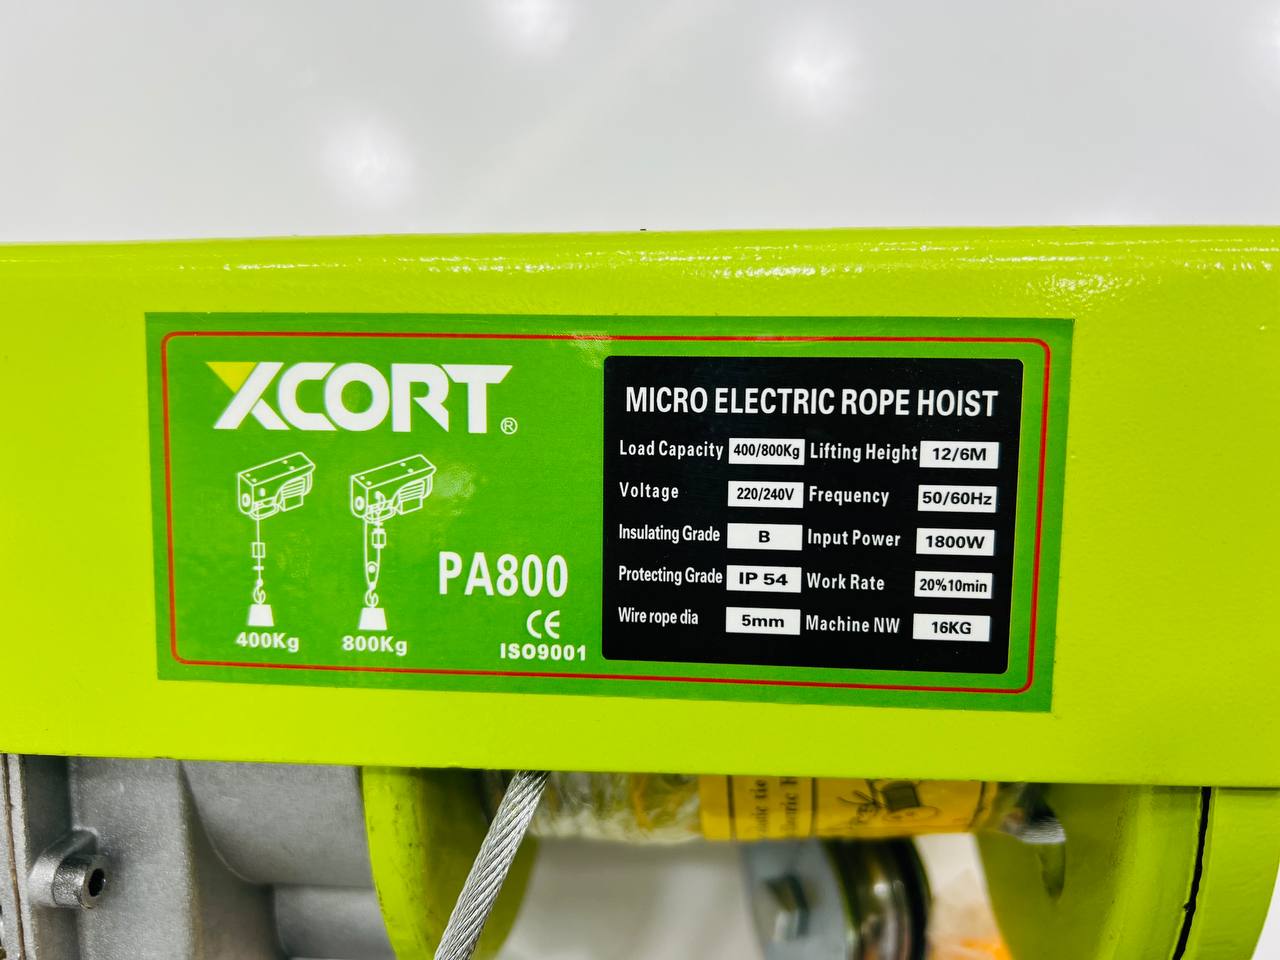 XCORT®
400Kg
800Kg
PA800
CE
ISO9001
MICRO ELECTRIC ROPE HOIST
Load Capacity 400/800Kg Lifting Height 12/6M
Voltage 220/240V Frequency 50/60Hz
Insulating Grade B Input Power 1800W
Protecting Grade IP 54 Work Rate 20%10min
Wire rope dia 5mm Machine NW 16KG